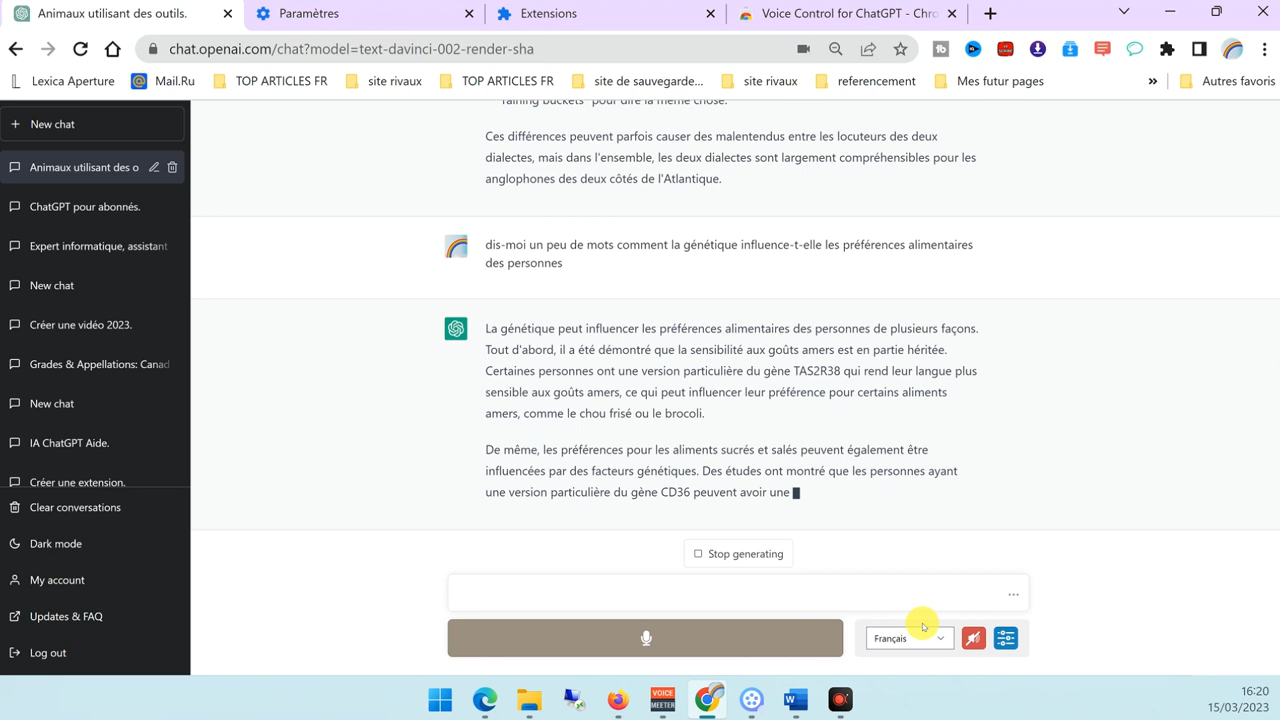 Animaux utilisant des outils.
Paramètres
Extensions
Voice Control for ChatGPT - Chro
chat.openai.com/chat?model=text-davinci-002-render-sha
Lexica Aperture
Mail.Ru
TOP ARTICLES FR
site rivaux
TOP ARTICLES FR
site de sauvegarde...
site rivaux
referencement
Mes futur pages
»
Autres favoris
New chat
Animaux utilisant des o
ChatGPT pour abonnés.
Expert informatique, assistant
New chat
Créer une vidéo 2023.
Grades & Appellations: Canad
New chat
IA ChatGPT Aide.
Créer une extension.
Clear conversations
Dark mode
My account
Updates & FAQ
Log out
"Training buckets" pour dire la même chose.
Ces différences peuvent parfois causer des malentendus entre les locuteurs des deux
dialectes, mais dans l'ensemble, les deux dialectes sont largement compréhensibles pour les
anglophones des deux côtés de l'Atlantique.
dis-moi un peu de mots comment la génétique influence-t-elle les préférences alimentaires
des personnes
La génétique peut influencer les préférences alimentaires des personnes de plusieurs façons.
Tout d'abord, il a été démontré que la sensibilité aux goûts amers est en partie héritée.
Certaines personnes ont une version particulière du gène TAS2R38 qui rend leur langue plus
sensible aux goûts amers, ce qui peut influencer leur préférence pour certains aliments
amers, comme le chou frisé ou le brocoli.
De même, les préférences pour les aliments sucrés et salés peuvent également être
influencées par des facteurs génétiques. Des études ont montré que les personnes ayant
une version particulière du gène CD36 peuvent avoir une
Stop generating
...
Français
VOICE
MEETER
16:20
15/03/2023